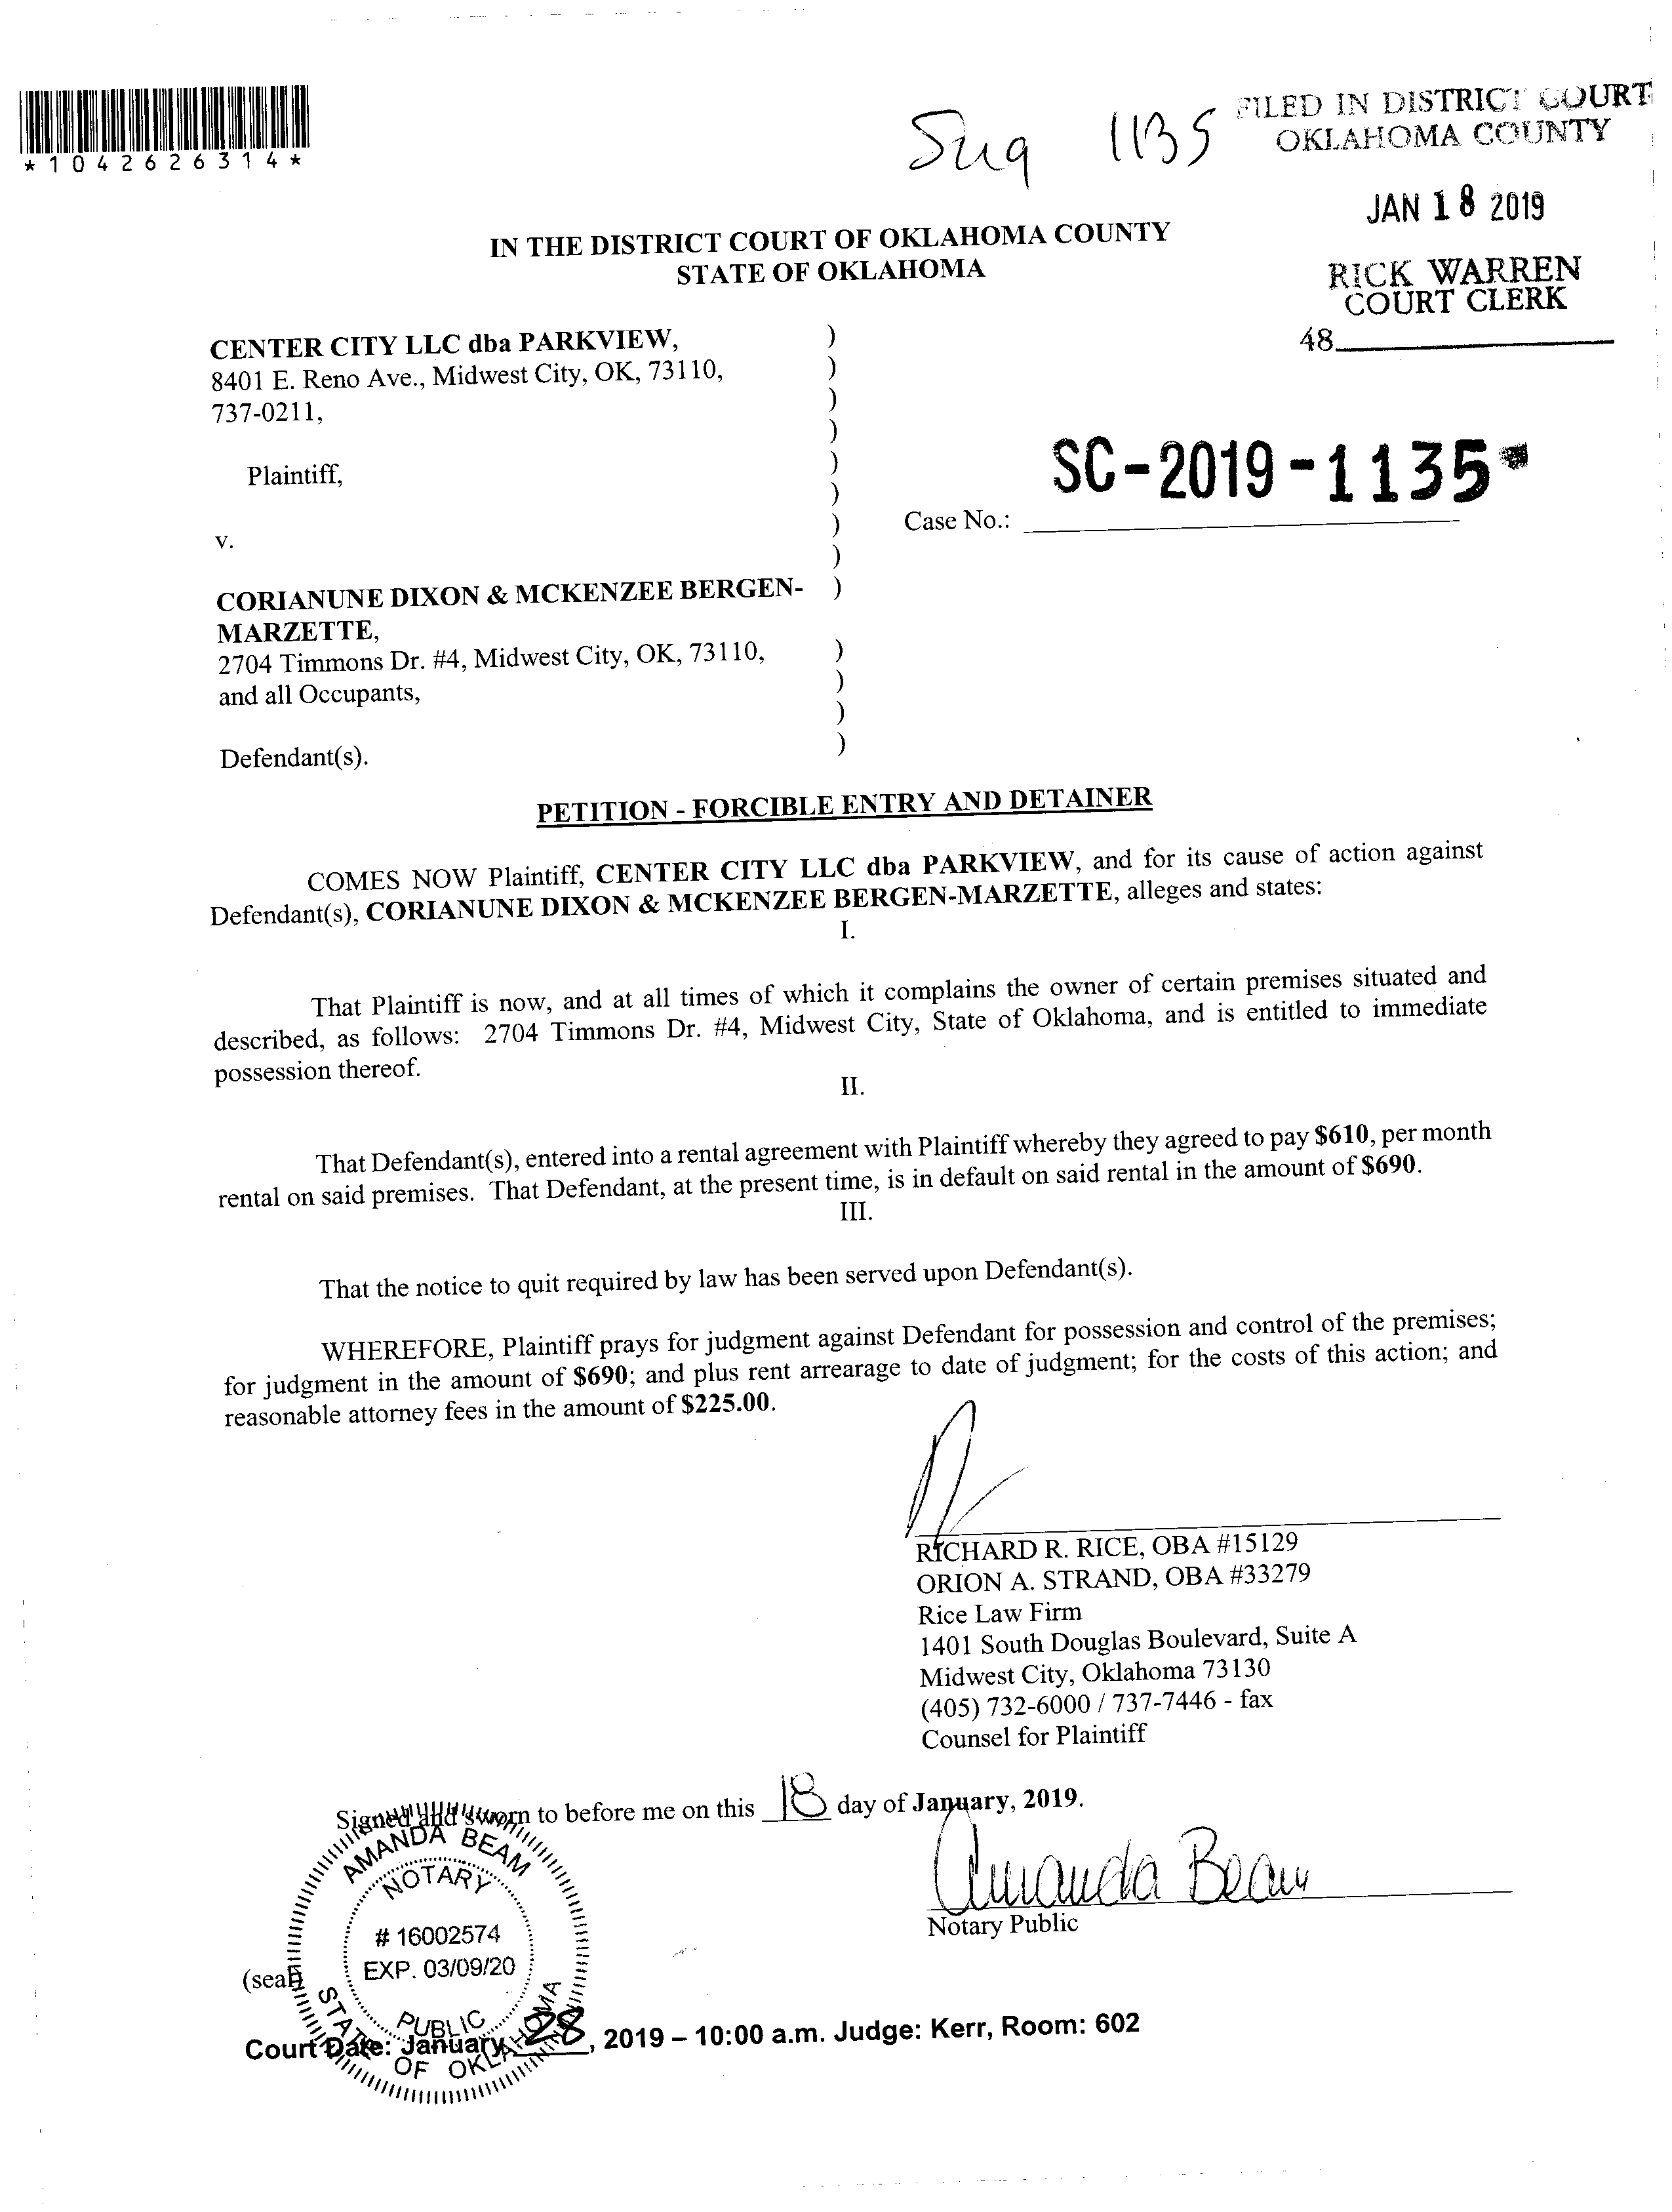 *1042626314*
1135
FILED IN DISTRICT COURT
OKLAHOMA COUNTY
JAN 18 2019
RICK WARREN
COURT CLERK
48
IN THE DISTRICT COURT OF OKLAHOMA COUNTY
STATE OF OKLAHOMA
CENTER CITY LLC dba PARKVIEW, )
8401 E. Reno Ave., Midwest City, OK, 73110, )
737-0211, )
)
Plaintiff, )
)
SC-2019-1135
) Case No.:
v.
)
CORIANUNE DIXON & MCKENZEE BERGEN- )
MARZETTE,
2704 Timmons Dr. #4, Midwest City, OK, 73110, )
and all Occupants, )
)
Defendant(s). )
PETITION - FORCIBLE ENTRY AND DETAINER
COMES NOW Plaintiff, CENTER CITY LLC dba PARKVIEW, and for its cause of action against
Defendant(s), CORIANUNE DIXON & MCKENZEE BERGEN-MARZETTE, alleges and states:
I.
That Plaintiff is now, and at all times of which it complains the owner of certain premises situated and
described, as follows: 2704 Timmons Dr. #4, Midwest City, State of Oklahoma, and is entitled to immediate
possession thereof.
II.
That Defendant(s), entered into a rental agreement with Plaintiff whereby they agreed to pay $610, per month
rental on said premises. That Defendant, at the present time, is in default on said rental in the amount of $690.
III.
That the notice to quit required by law has been served upon Defendant(s).
WHEREFORE, Plaintiff prays for judgment against Defendant for possession and control of the premises;
for judgment in the amount of $690; and plus rent arrearage to date of judgment; for the costs of this action; and
reasonable attorney fees in the amount of $225.00.
RICHARD R. RICE, OBA #15129
ORION A. STRAND, OBA #33279
Rice Law Firm
1401 South Douglas Boulevard, Suite A
Midwest City, Oklahoma 73130
(405) 732-6000 / 737-7446 - fax
Counsel for Plaintiff
Signed and sworn to before me on this 18 day of January, 2019.
Amanda Beam
Notary Public
AMANDA BEAM
NOTARY
# 16002574
EXP. 03/09/20
PUBLIC
STATE OF OKLAHOMA
(seal)
Court Date: January 28, 2019 – 10:00 a.m. Judge: Kerr, Room: 602